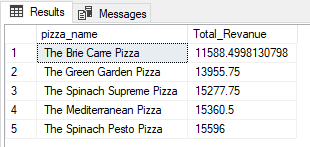 Results Messages
pizza_name Total_Revanue
1 The Brie Carre Pizza 11588.4998130798
2 The Green Garden Pizza 13955.75
3 The Spinach Supreme Pizza 15277.75
4 The Mediterranean Pizza 15360.5
5 The Spinach Pesto Pizza 15596